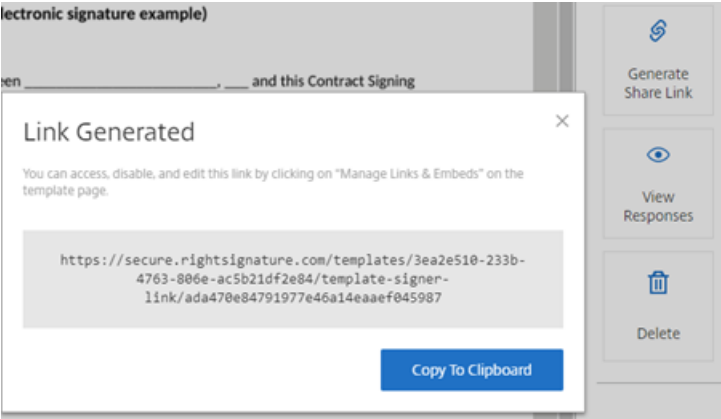 lectronic signature example)
een ____________________________, ___ and this Contract Signing
Link Generated
You can access, disable, and edit this link by clicking on "Manage Links & Embeds" on the
template page.
https://secure.rightsignature.com/templates/3ea2e510-233b-
4763-806e-ac5b21df2e84/template-signer-
link/ada470e84791977e46a14eaaef045987
Copy To Clipboard
Generate
Share Link
View
Responses
Delete